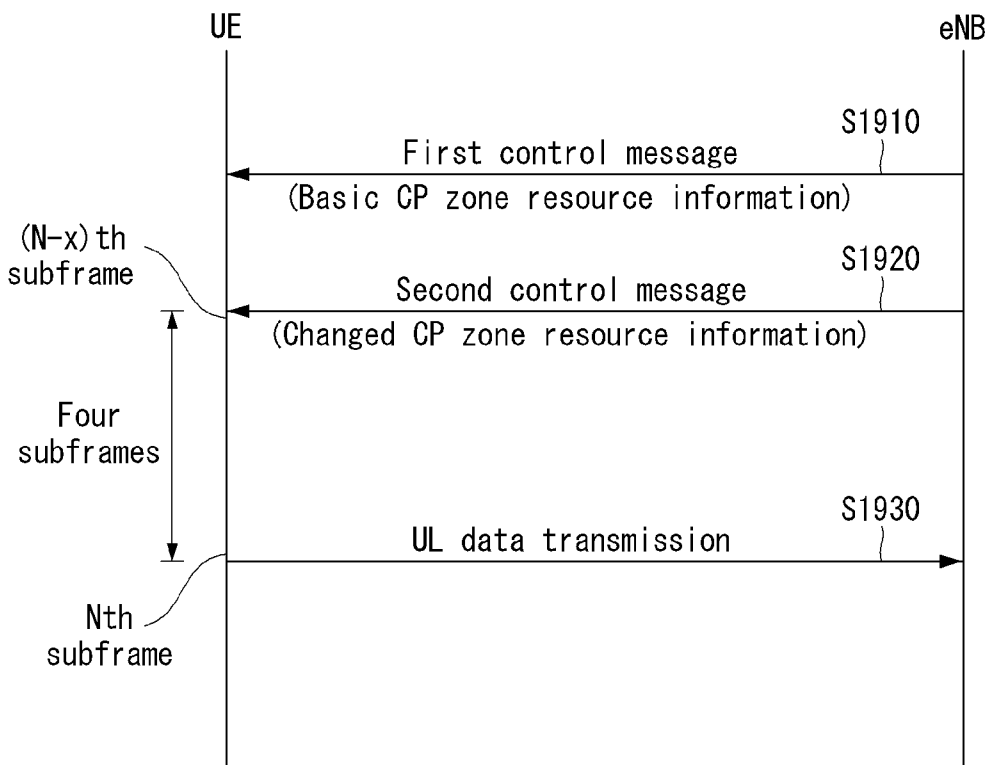 UE
eNB
S1910
First control message
(Basic CP zone resource information)
(N-x)th
subframe
S1920
Second control message
(Changed CP zone resource information)
Four
subframes
S1930
UL data transmission
Nth
subframe